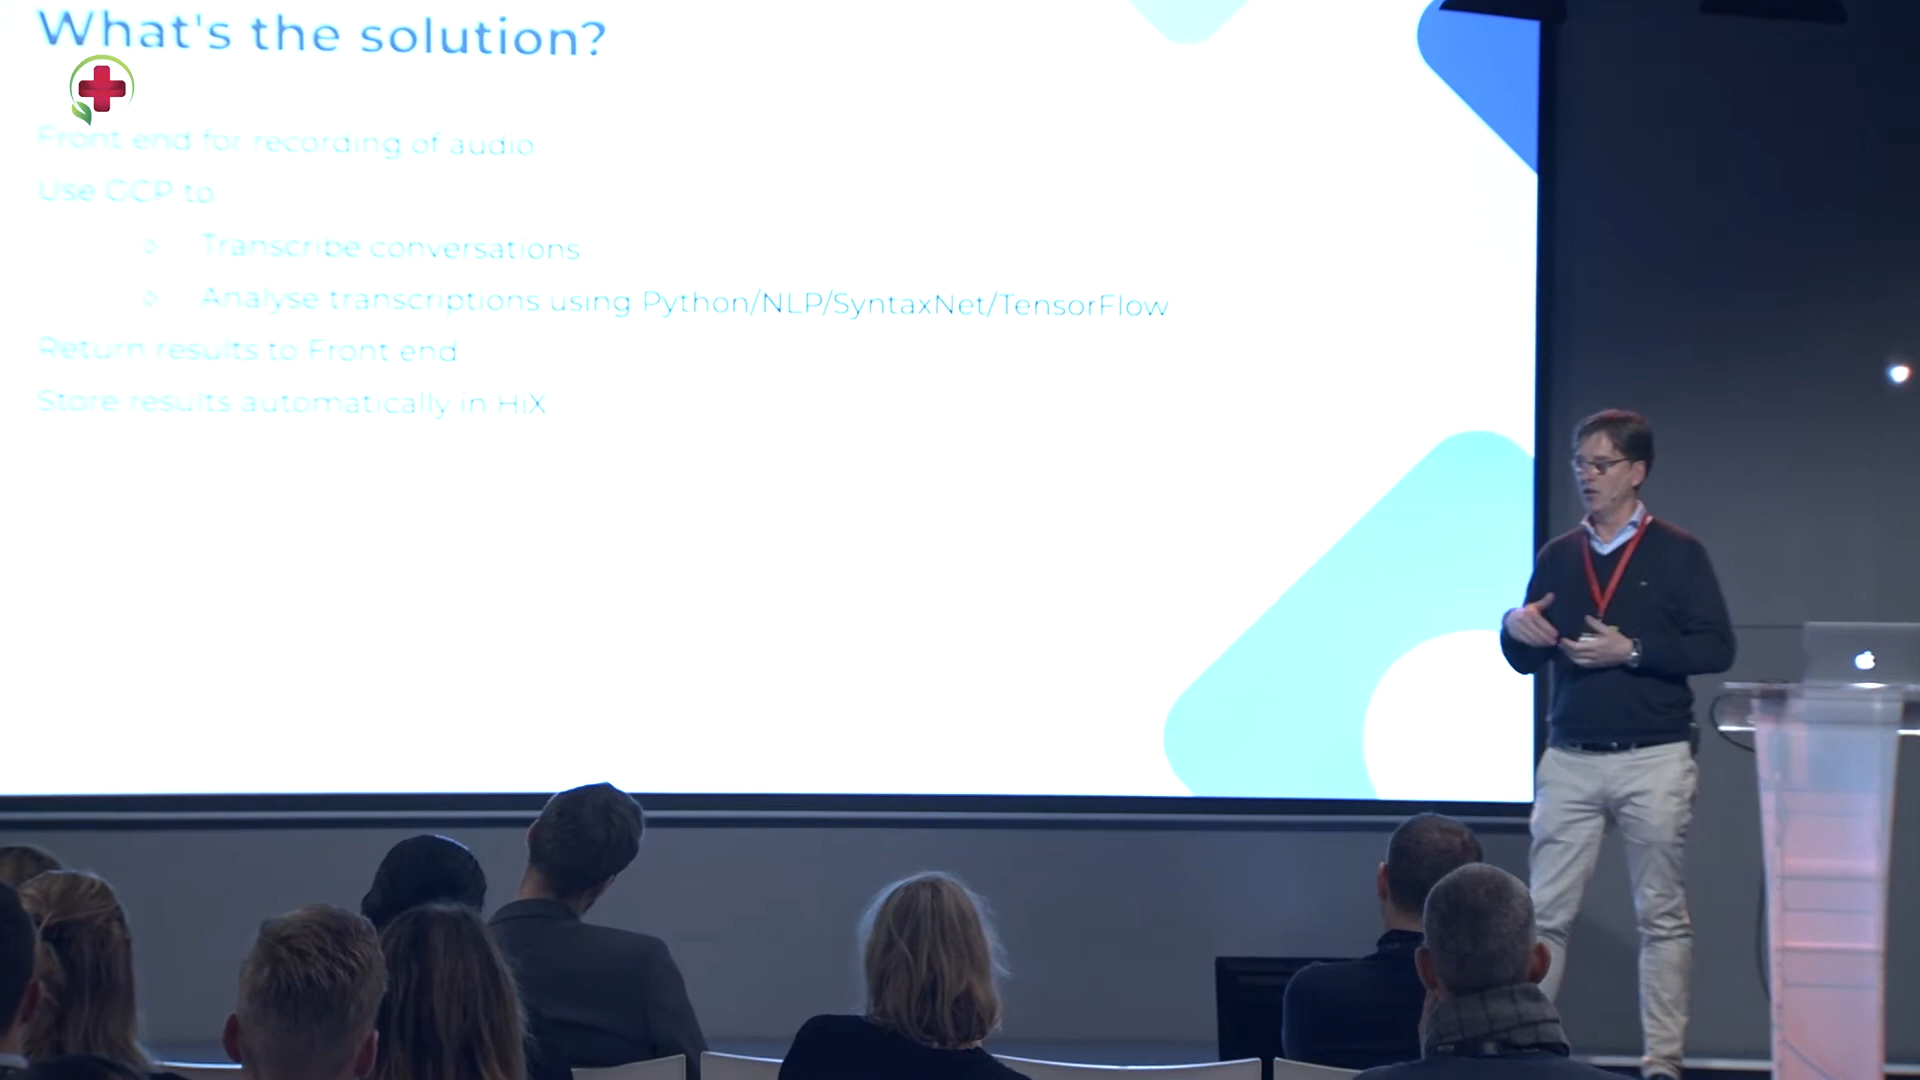 What's the solution?
Front end for recording of audio
Use GCP to
Transcribe conversations
Analyse transcriptions using Python/NLP/SyntaxNet/TensorFlow
Return results to Front end
Store results automatically in HiX